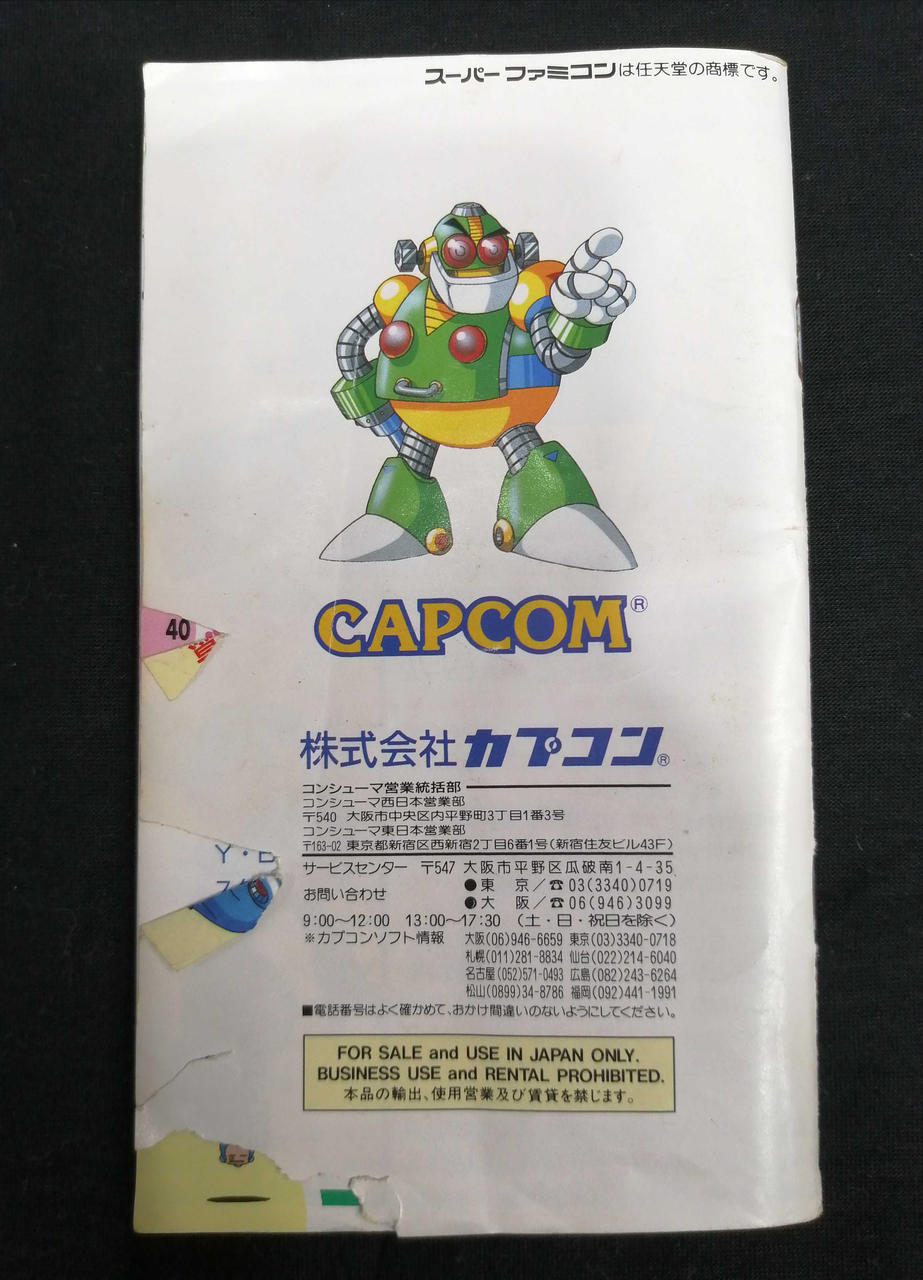 スーパーファミコンは任天堂の商標です。
CAPCOM®
40
株式会社カプコン®
コンシューマ営業統括部
コンシューマ西日本営業部
〒540 大阪市中央区内平野町3丁目1番3号
コンシューマ東日本営業部
〒163-02 東京都新宿区西新宿2丁目6番1号(新宿住友ビル43F)
サービスセンター 〒547 大阪市平野区瓜破南1-4-35
お問い合わせ
●東 京/☎03(3340)0719
●大 阪/☎06(946)3099
9:00〜12:00 13:00〜17:30 (土・日・祝日を除く)
※カプコンソフト情報 大阪(06)946-6659 東京(03)3340-0718
札幌(011)281-8834 仙台(022)214-6040
名古屋(052)571-0493 広島(082)243-6264
松山(0899)34-8786 福岡(092)441-1991
■電話番号はよく確かめて、おかけ間違いのないようにしてください。
FOR SALE and USE IN JAPAN ONLY.
BUSINESS USE and RENTAL PROHIBITED.
本品の輸出、使用営業及び賃貸を禁じます。